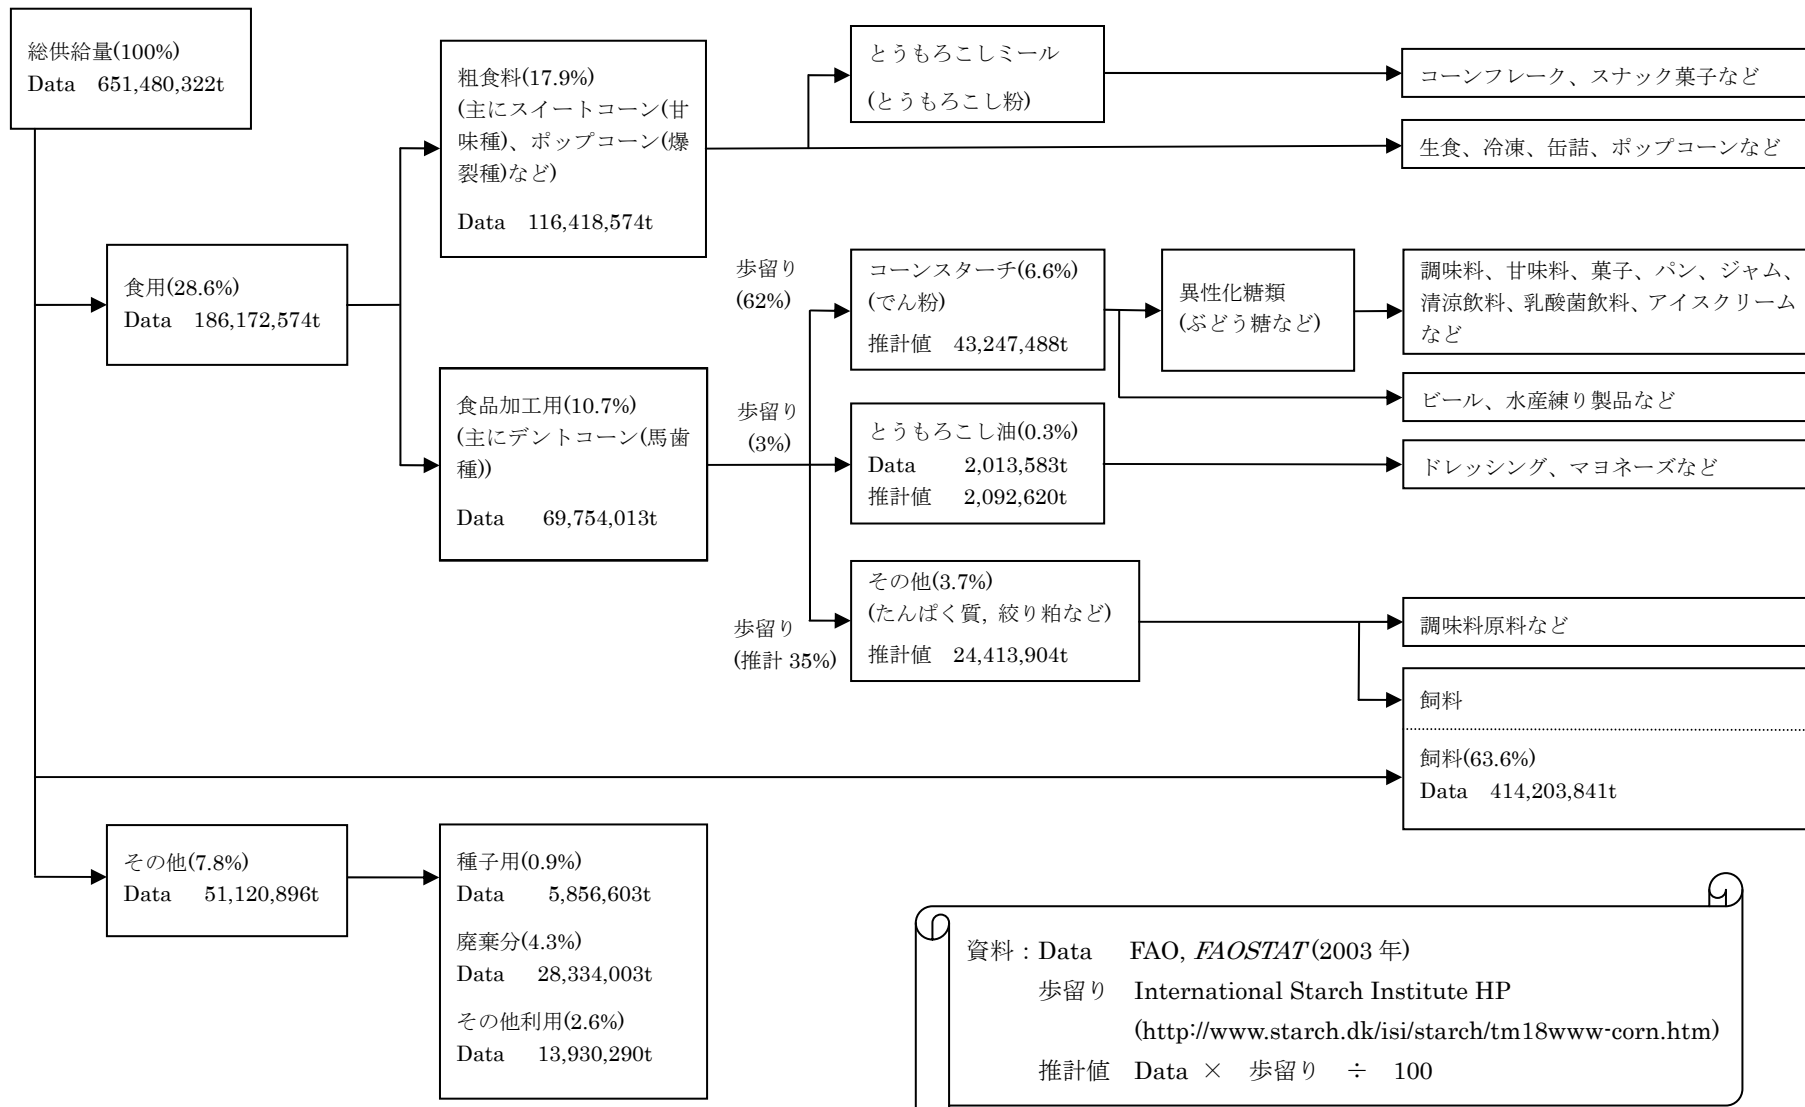 総供給量(100%)
Data 651,480,322t
食用(28.6%)
Data 186,172,574t
粗食料(17.9%)
(主にスイートコーン(甘
味種)、ポップコーン(爆
裂種)など)
Data 116,418,574t
食品加工用(10.7%)
(主にデントコーン(馬歯
種))
Data 69,754,013t
とうもろこしミール
(とうもろこし粉)
コーンフレーク、スナック菓子など
生食、冷凍、缶詰、ポップコーンなど
歩留り
(62%)
コーンスターチ(6.6%)
(でん粉)
推計値 43,247,488t
異性化糖類
(ぶどう糖など)
調味料、甘味料、菓子、パン、ジャム、
清涼飲料、乳酸菌飲料、アイスクリーム
など
ビール、水産練り製品など
歩留り
(3%)
とうもろこし油(0.3%)
Data 2,013,583t
推計値 2,092,620t
ドレッシング、マヨネーズなど
歩留り
(推計 35%)
その他(3.7%)
(たんぱく質, 絞り粕など)
推計値 24,413,904t
調味料原料など
飼料
飼料(63.6%)
Data 414,203,841t
その他(7.8%)
Data 51,120,896t
種子用(0.9%)
Data 5,856,603t
廃棄分(4.3%)
Data 28,334,003t
その他利用(2.6%)
Data 13,930,290t
資料：Data FAO, FAOSTAT (2003 年)
歩留り International Starch Institute HP
(http://www.starch.dk/isi/starch/tm18www-corn.htm)
推計値 Data × 歩留り ÷ 100